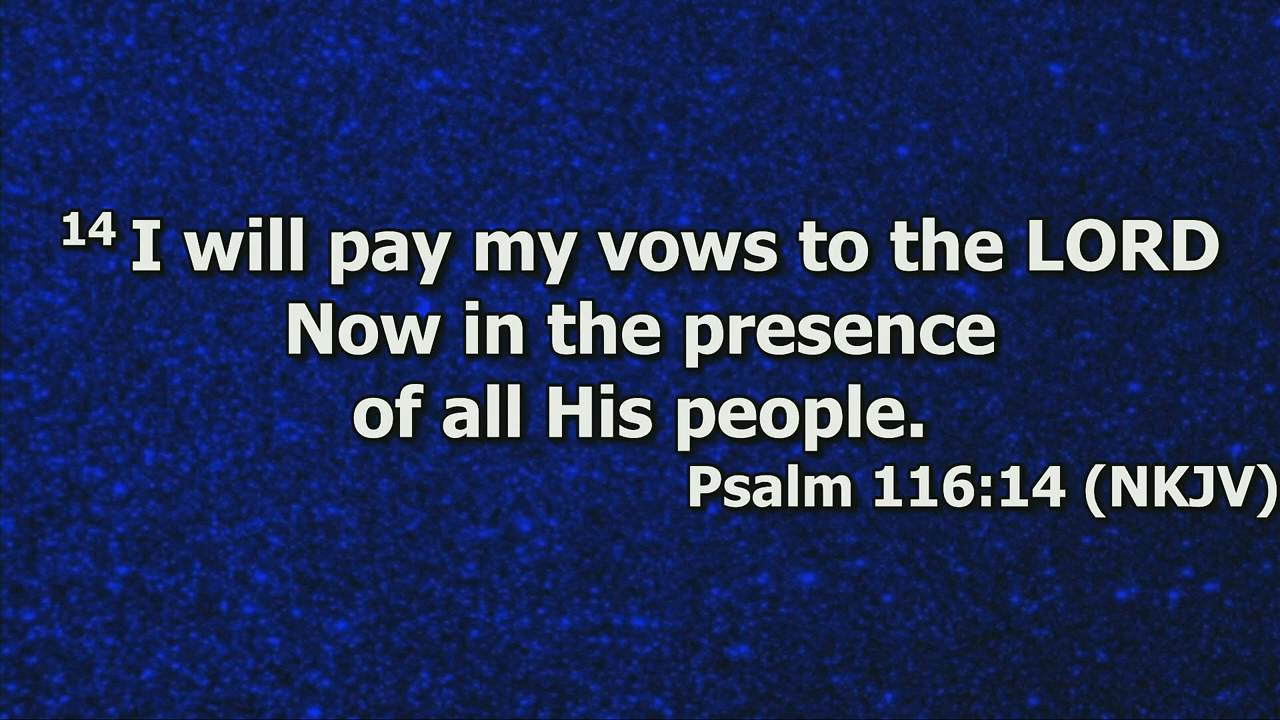 14 I will pay my vows to the LORD
Now in the presence
of all His people.
Psalm 116:14 (NKJV)